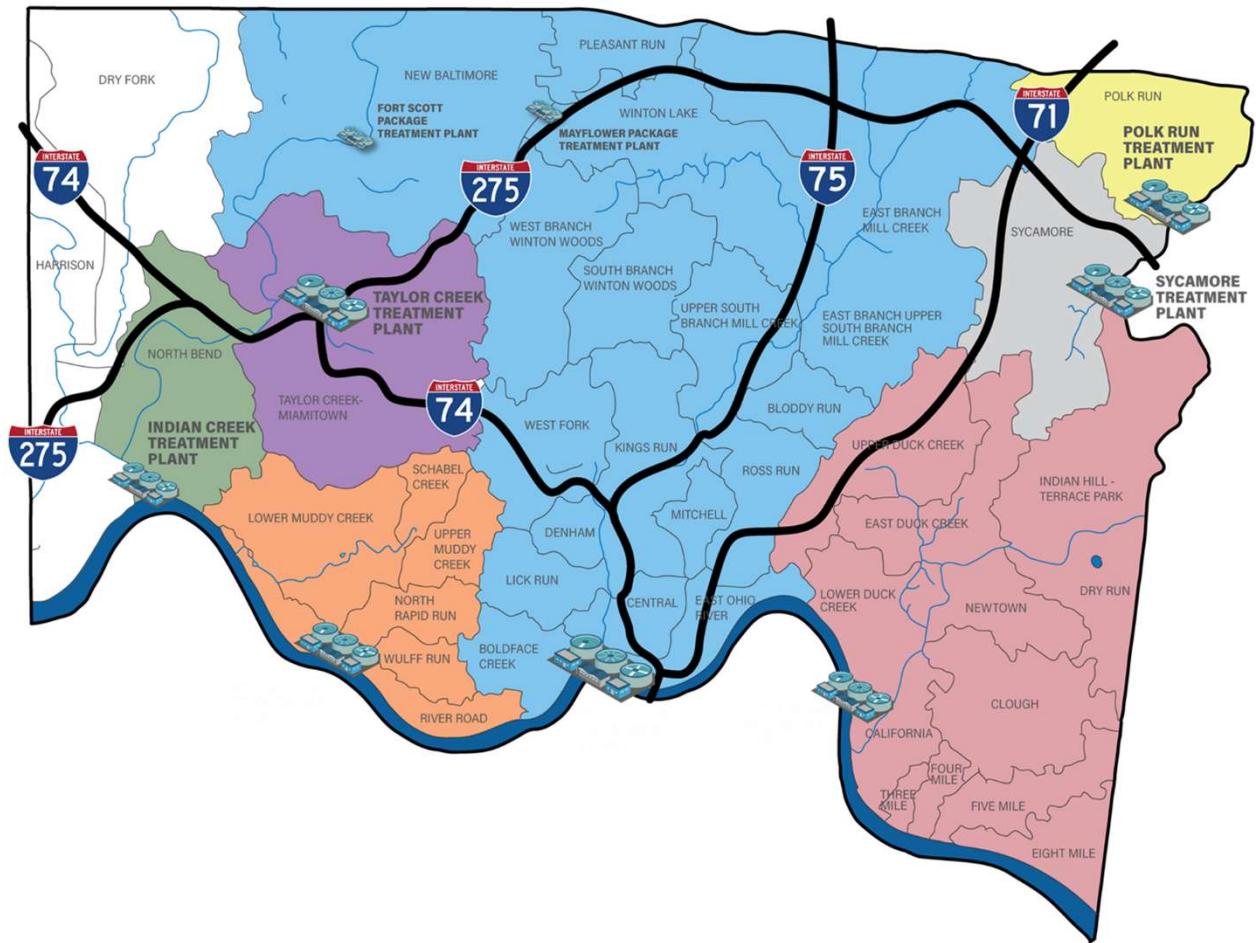 PLEASANT RUN
DRY FORK
NEW BALTIMORE
INTERSTATE
71
POLK RUN
FORT SCOTT
PACKAGE
TREATMENT PLANT
WINTON LAKE
MAYFLOWER PACKAGE
TREATMENT PLANT
POLK RUN
TREATMENT
PLANT
INTERSTATE
74
INTERSTATE
275
INTERSTATE
75
EAST BRANCH
MILL CREEK
WEST BRANCH
WINTON WOODS
SYCAMORE
HARRISON
SOUTH BRANCH
WINTON WOODS
SYCAMORE
TREATMENT
PLANT
TAYLOR CREEK
TREATMENT
PLANT
UPPER SOUTH
BRANCH MILL CREEK
EAST BRANCH UPPER
SOUTH BRANCH
MILL CREEK
NORTH BEND
TAYLOR CREEK-
MIAMITOWN
INTERSTATE
74
BLODDY RUN
INDIAN CREEK
TREATMENT
PLANT
INTERSTATE
275
WEST FORK
KINGS RUN
UPPER DUCK CREEK
SCHABEL
CREEK
ROSS RUN
INDIAN HILL -
TERRACE PARK
LOWER MUDDY CREEK
MITCHELL
EAST DUCK CREEK
DENHAM
UPPER
MUDDY
CREEK
LICK RUN
LOWER DUCK
CREEK
DRY RUN
NORTH
RAPID RUN
CENTRAL
EAST OHIO
RIVER
NEWTOWN
WULFF RUN
BOLDFACE
CREEK
CLOUGH
RIVER ROAD
CALIFORNIA
FOUR
MILE
THREE
MILE
FIVE MILE
EIGHT MILE